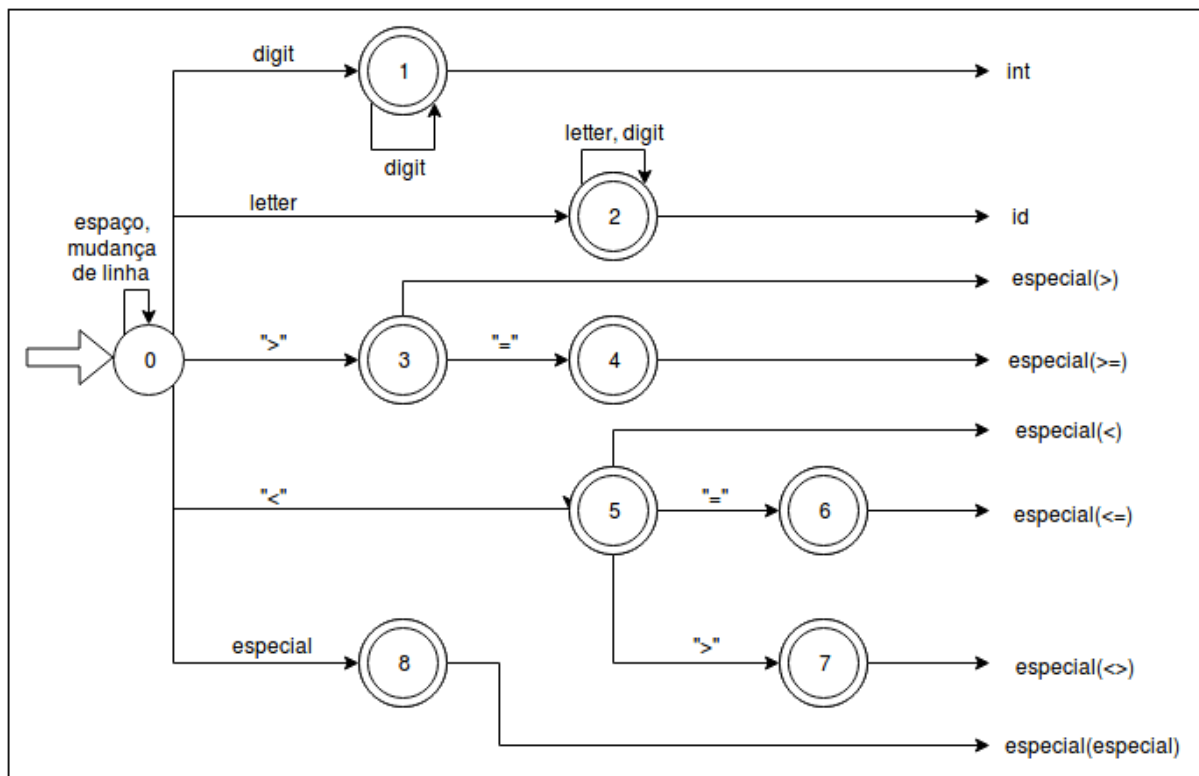 digit
1
int
digit
letter, digit
letter
2
id
espaço,
mudança
de linha
especial(>)
0
">"
3
"="
4
especial(>=)
especial(<)
"<"
5
"="
6
especial(<=)
especial
8
">"
7
especial(<>)
especial(especial)